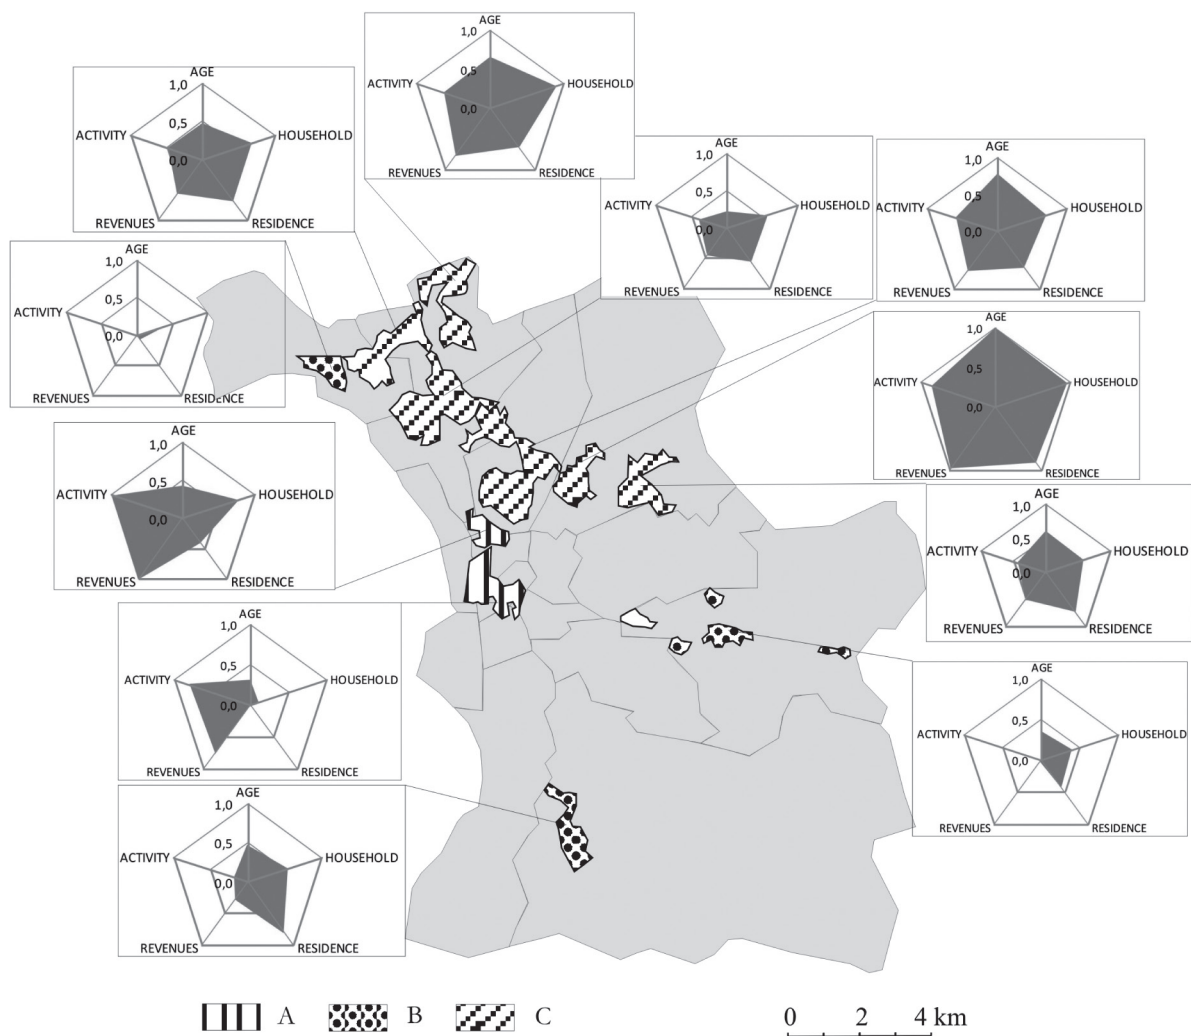 AGE
1,0
ACTIVITY
HOUSEHOLD
0,5
0,0
REVENUES
RESIDENCE
AGE
1,0
ACTIVITY
HOUSEHOLD
0,5
0,0
REVENUES
RESIDENCE
AGE
1,0
ACTIVITY
HOUSEHOLD
0,5
0,0
REVENUES
RESIDENCE
AGE
1,0
ACTIVITY
HOUSEHOLD
0,5
0,0
REVENUES
RESIDENCE
AGE
1,0
ACTIVITY
0,5
0,0
REVENUES
RESIDENCE
AGE
1,0
ACTIVITY
HOUSEHOLD
0,5
0,0
REVENUES
RESIDENCE
AGE
1,0
ACTIVITY
HOUSEHOLD
0,5
0,0
REVENUES
RESIDENCE
AGE
1,0
ACTIVITY
HOUSEHOLD
0,5
0,0
REVENUES
RESIDENCE
AGE
1,0
ACTIVITY
HOUSEHOLD
0,5
0,0
REVENUES
RESIDENCE
AGE
1,0
ACTIVITY
HOUSEHOLD
0,5
0,0
REVENUES
RESIDENCE
AGE
1,0
ACTIVITY
HOUSEHOLD
0,5
0,0
REVENUES
RESIDENCE
A B C
0 2 4 km